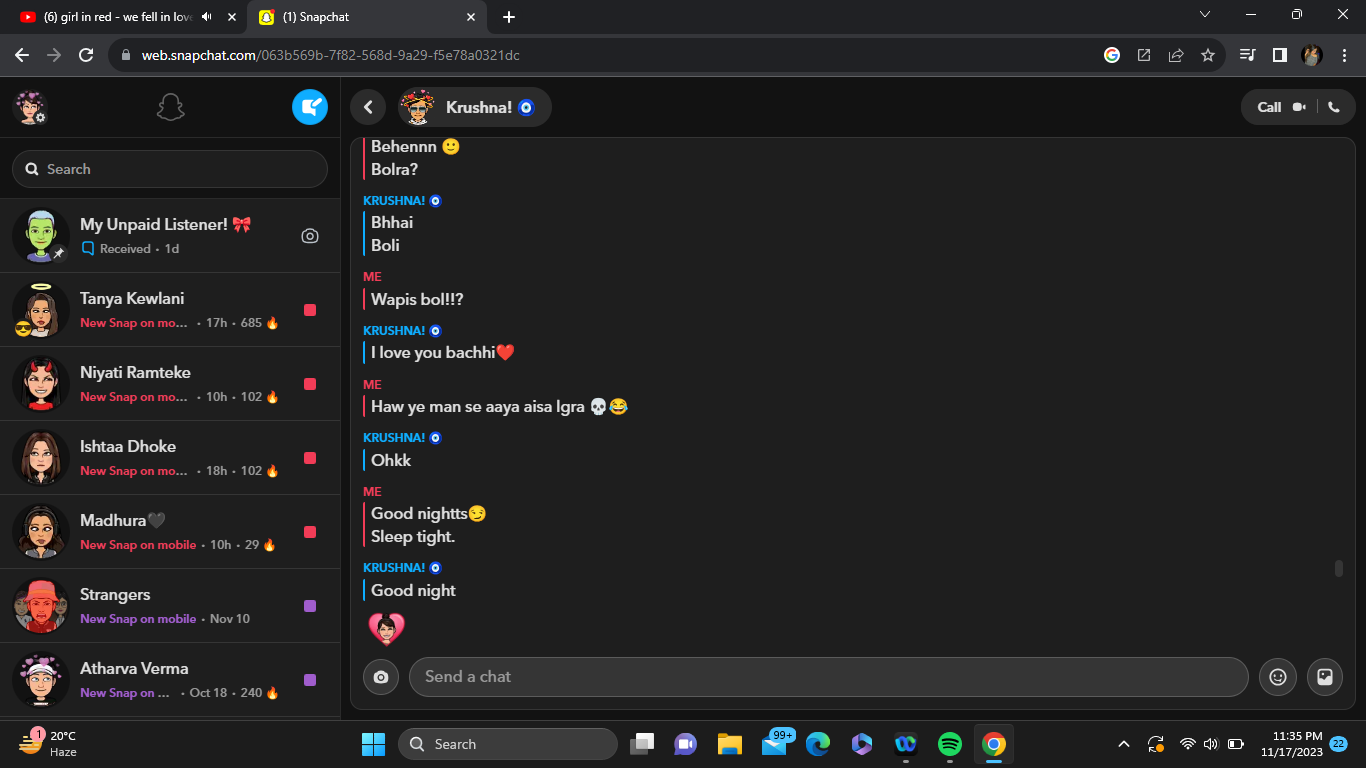 (6) girl in red - we fell in lov
(1) Snapchat
web.snapchat.com/063b569b-7f82-568d-9a29-f5e78a0321dc
Krushna! 🧿
Call
Search
My Unpaid Listener! 🎀
Received · 1d
Tanya Kewlani
New Snap on mo... · 17h · 685 🔥
Niyati Ramteke
New Snap on mo... · 10h · 102 🔥
Ishtaa Dhoke
New Snap on mo... · 18h · 102 🔥
Madhura🖤
New Snap on mobile · 10h · 29 🔥
Strangers
New Snap on mobile · Nov 10
Atharva Verma
New Snap on ... · Oct 18 · 240 🔥
Behennn 🙂
Bolra?
KRUSHNA! 🧿
Bhhai
Boli
ME
Wapis bol!!?
KRUSHNA! 🧿
I love you bachhi❤️
ME
Haw ye man se aaya aisa lgra 💀😂
KRUSHNA! 🧿
Ohkk
ME
Good nightts😏
Sleep tight.
KRUSHNA! 🧿
Good night
Send a chat
1
20°C
Haze
Search
99+
11:35 PM
11/17/2023
22